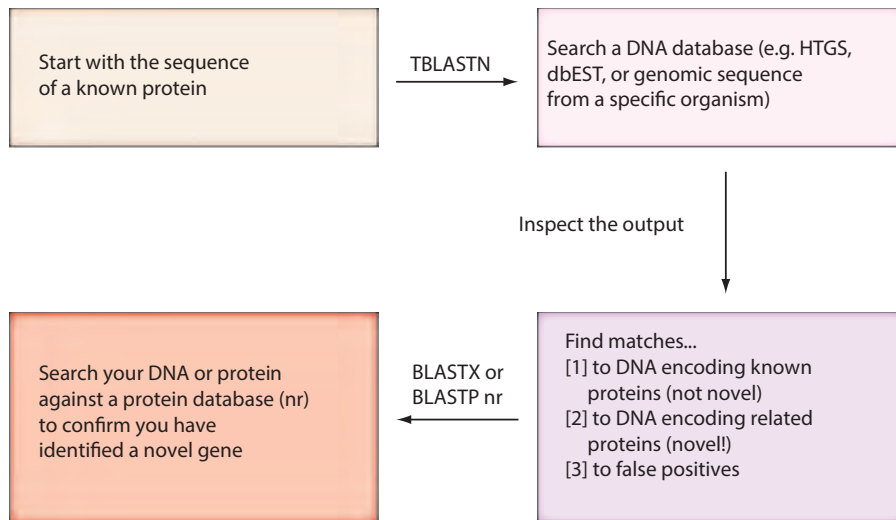 Start with the sequence
of a known protein
TBLASTN
Search a DNA database (e.g. HTGS,
dbEST, or genomic sequence
from a specific organism)
Inspect the output
Find matches...
[1] to DNA encoding known
proteins (not novel)
[2] to DNA encoding related
proteins (novel!)
[3] to false positives
BLASTX or
BLASTP nr
Search your DNA or protein
against a protein database (nr)
to confirm you have
identified a novel gene